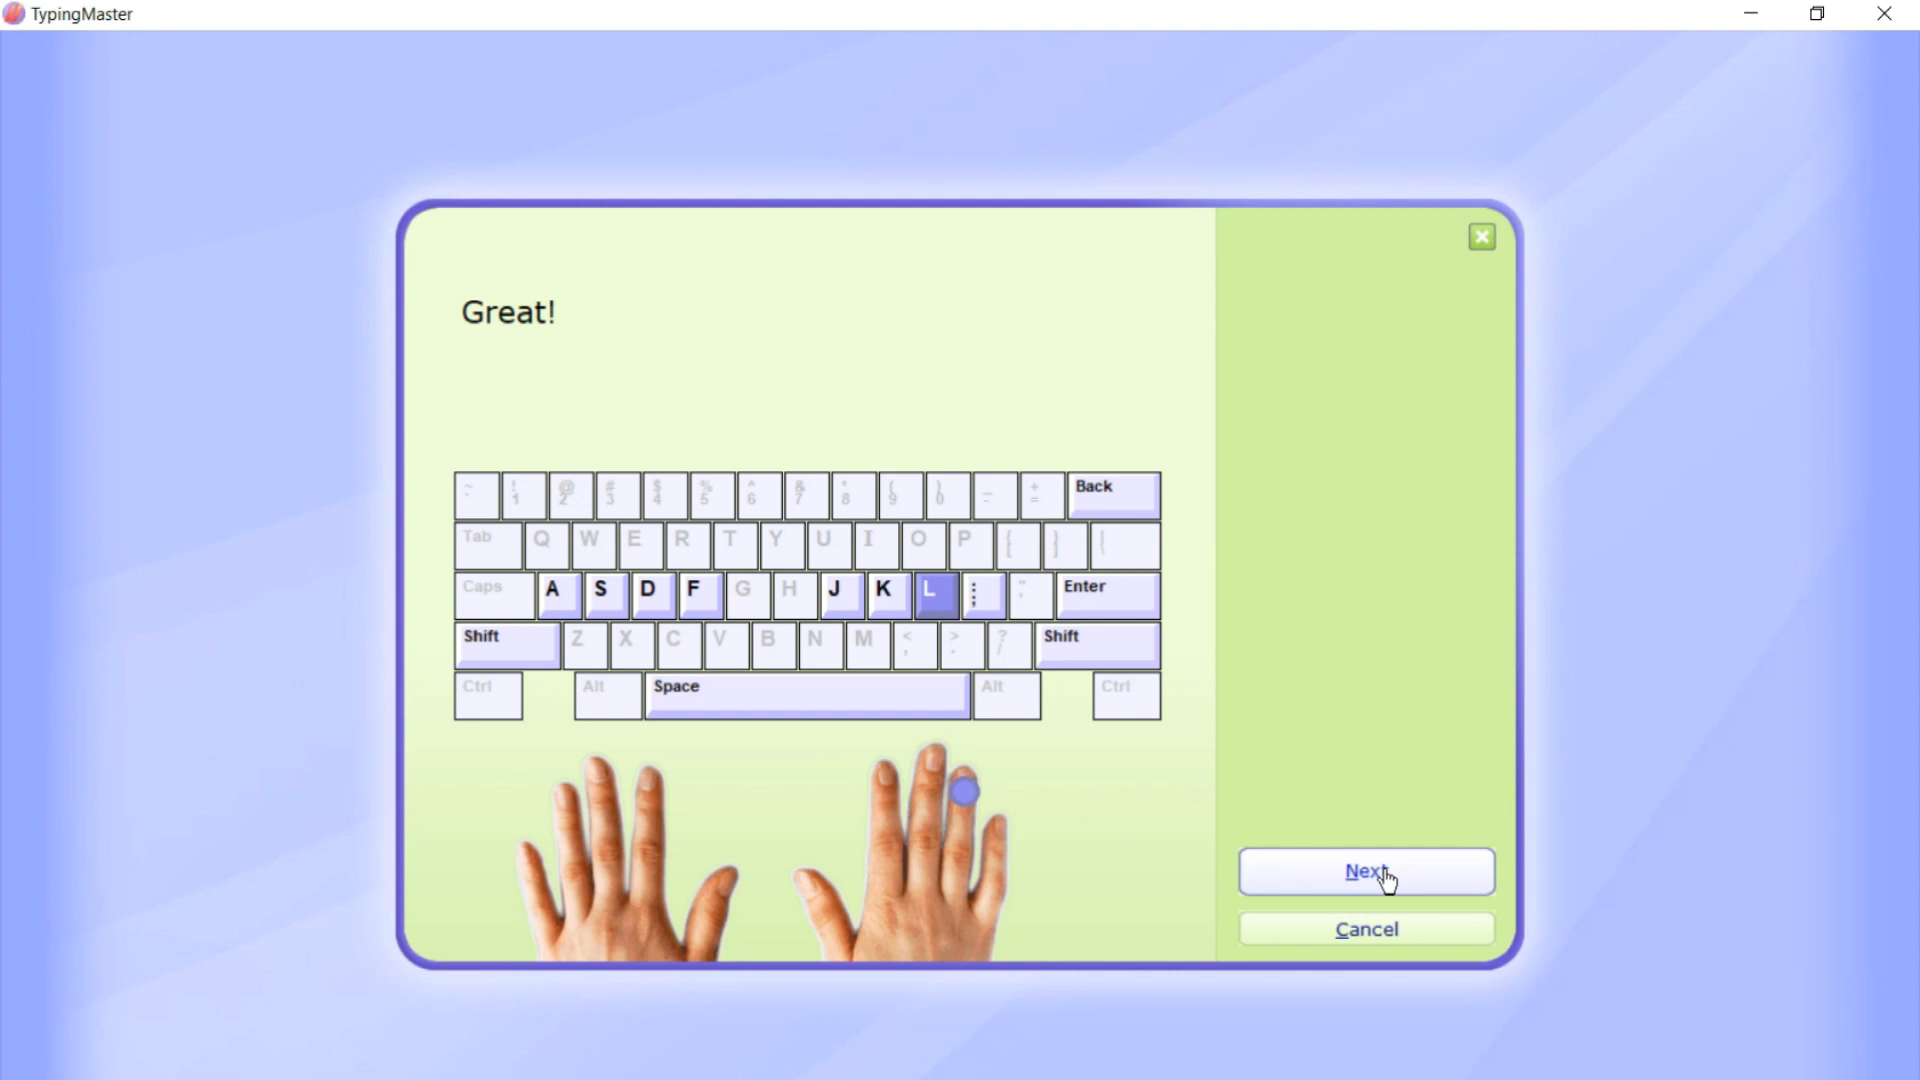 TypingMaster
Great!
~ ` ! 1 @ 2 # 3 $ 4 % 5 ^ 6 & 7 * 8 ( 9 ) 0 _ - + = Back
Tab Q W E R T Y U I O P { [ } ] | \
Caps A S D F G H J K L : ; " ' Enter
Shift Z X C V B N M < , > . ? / Shift
Ctrl Alt Space Alt Ctrl
Next
Cancel